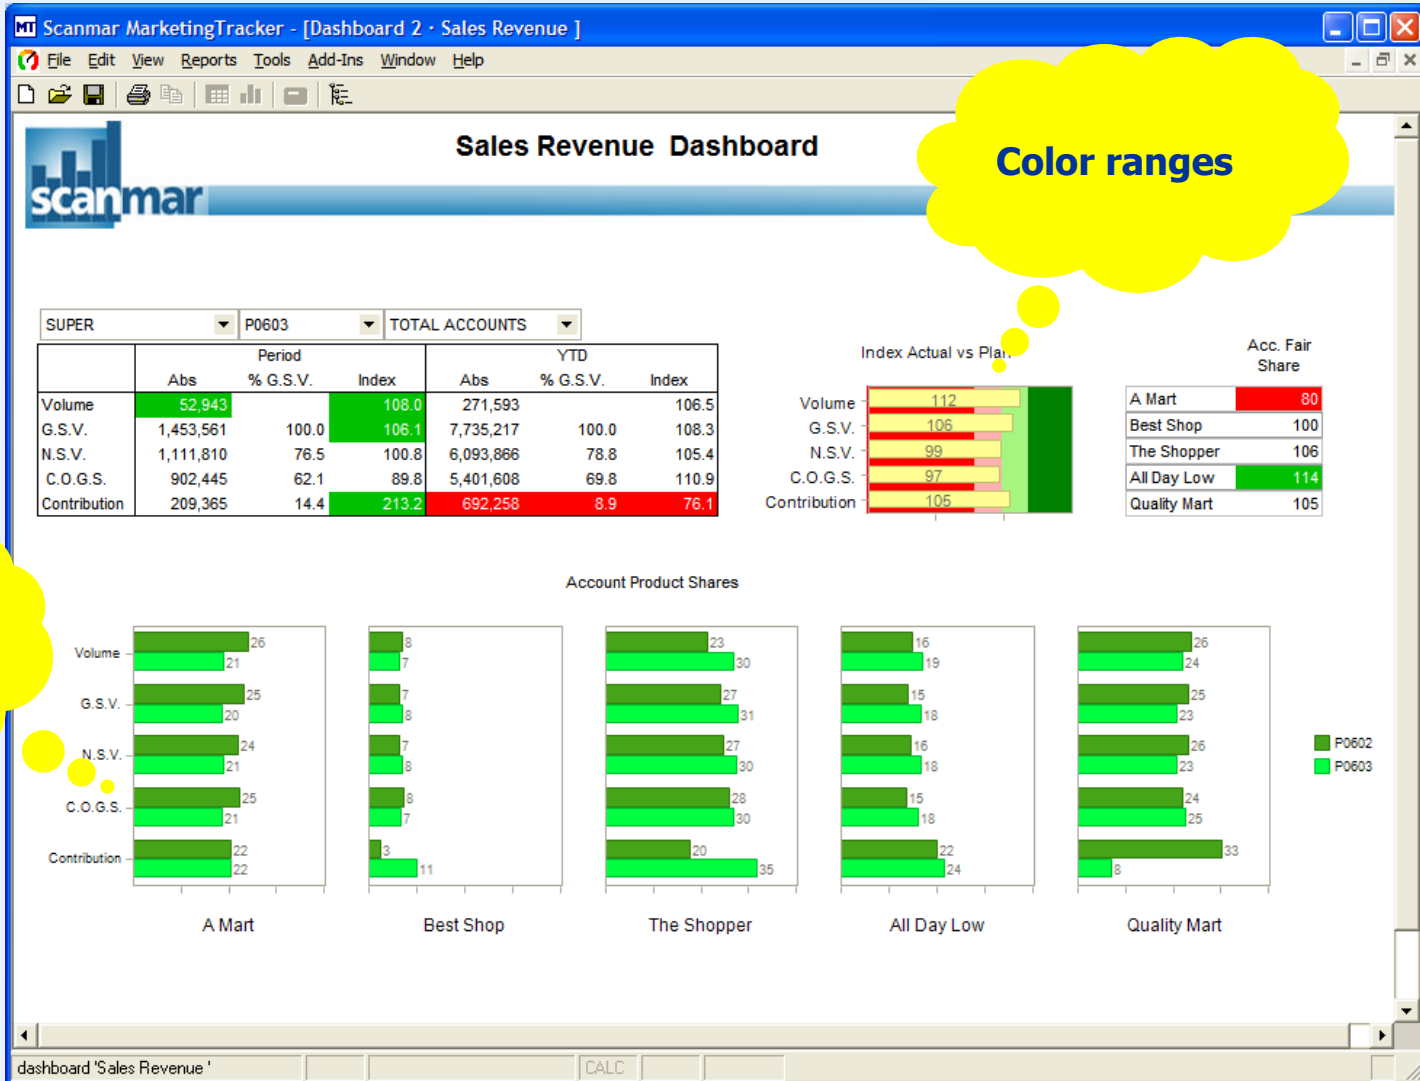 MT Scanmar MarketingTracker - [Dashboard 2 · Sales Revenue ]
File Edit View Reports Tools Add-Ins Window Help
scanmar
Sales Revenue Dashboard
Color ranges
SUPER P0603 TOTAL ACCOUNTS
Period YTD
Abs % G.S.V. Index Abs % G.S.V. Index
Volume 52,943 108.0 271,593 106.5
G.S.V. 1,453,561 100.0 106.1 7,735,217 100.0 108.3
N.S.V. 1,111,810 76.5 100.8 6,093,866 78.8 105.4
C.O.G.S. 902,445 62.1 89.8 5,401,608 69.8 110.9
Contribution 209,365 14.4 213.2 692,258 8.9 76.1
Index Actual vs Plan
Volume 112
G.S.V. 106
N.S.V. 99
C.O.G.S. 97
Contribution 105
Acc. Fair
Share
A Mart 80
Best Shop 100
The Shopper 106
All Day Low 114
Quality Mart 105
Account Product Shares
Volume 26 8 23 16 26
21 7 30 19 24
G.S.V. 25 7 27 15 25
20 8 31 18 23
N.S.V. 24 7 27 16 26
21 8 30 18 23
C.O.G.S. 25 8 28 15 24
21 7 30 18 25
Contribution 22 3 20 22 33
22 11 35 24 8
P0602
P0603
A Mart Best Shop The Shopper All Day Low Quality Mart
dashboard 'Sales Revenue ' CALC